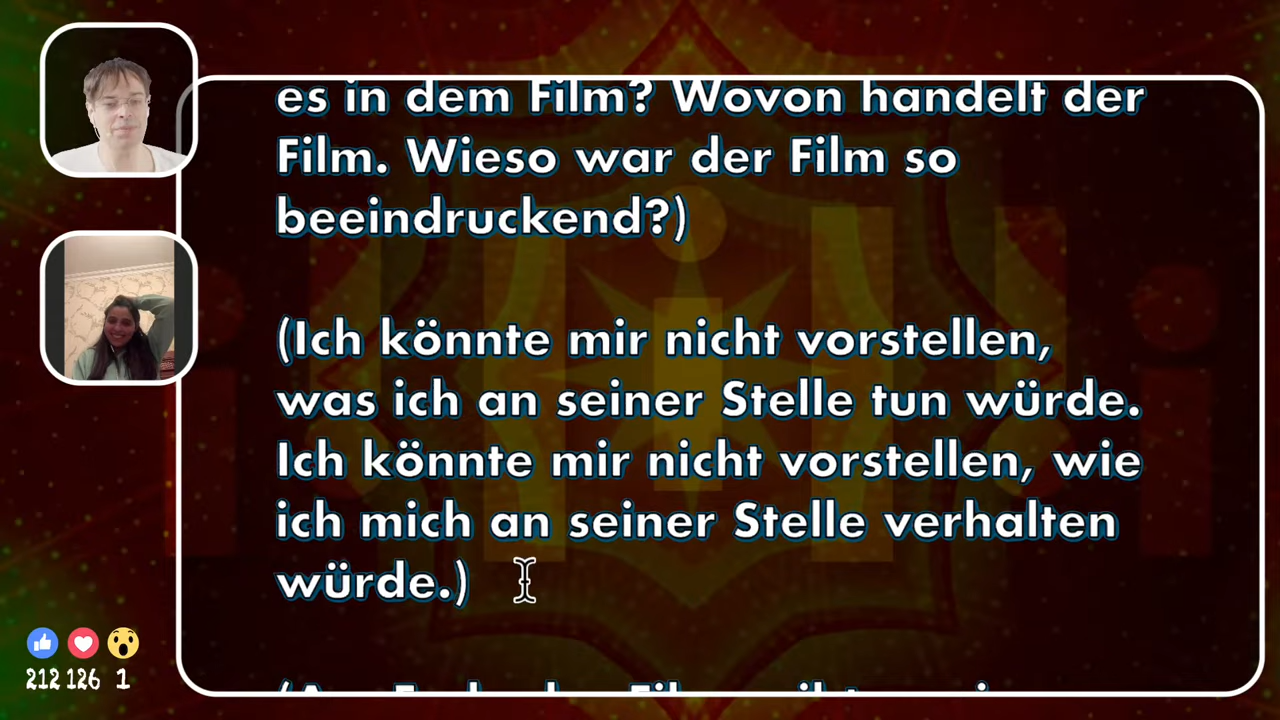 es in dem Film? Wovon handelt der
Film. Wieso war der Film so
beeindruckend?)
(Ich könnte mir nicht vorstellen,
was ich an seiner Stelle tun würde.
Ich könnte mir nicht vorstellen, wie
ich mich an seiner Stelle verhalten
würde.)
212 126 1